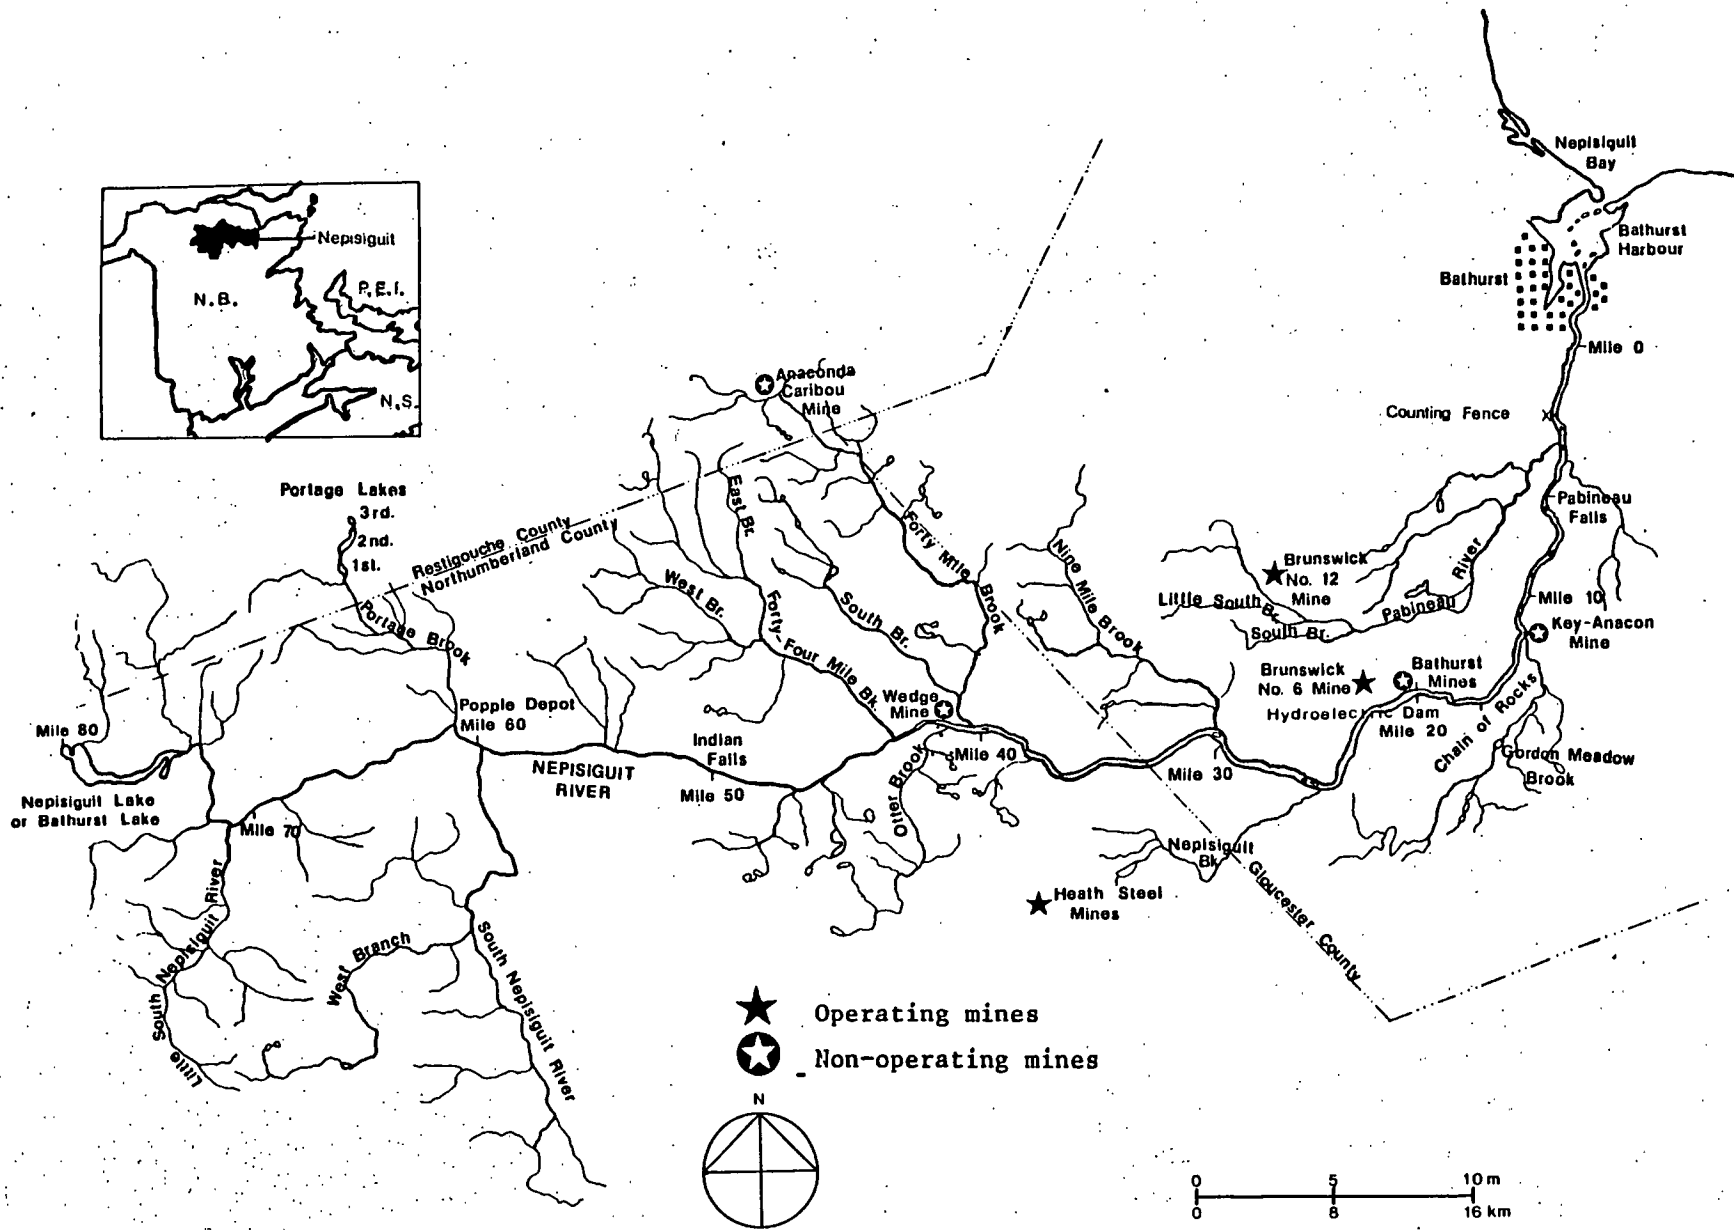 Nepisiguit
Bay
Bathurst
Harbour
Bathurst
Mile 0
Counting Fence
Nepisiguit
N.B.
P.E.I.
N.S.
Anaconda
Caribou
Mine
Portage Lakes
3rd.
2nd.
1st.
Restigouche County
Northumberland County
East Br.
Forty Mile Brook
Pabineau
Falls
Nine Mile Brook
Brunswick
No. 12
Mine
River
Pabineau
Little South Br.
South Br.
Mile 10
Key-Anacon
Mine
West Br.
Portage Brook
South Br.
Forty-Four Mile Bk.
Brunswick
No. 6 Mine
Bathurst
Mines
Wedge
Mine
Popple Depot
Mile 60
Hydroelectric Dam
Mile 20
Chain of Rocks
Mile 80
Indian
Falls
Mile 40
Otter Brook
Gordon Meadow
Brook
NEPISIGUIT
RIVER
Mile 30
Mile 50
Nepisiguit Lake
or Bathurst Lake
Mile 70
Nepisiguit
Bk
Gloucester County
Heath Steel
Mines
Little South Nepisiguit River
West Branch
South Nepisiguit River
Operating mines
Non-operating mines
N
0 5 10 m
0 8 16 km